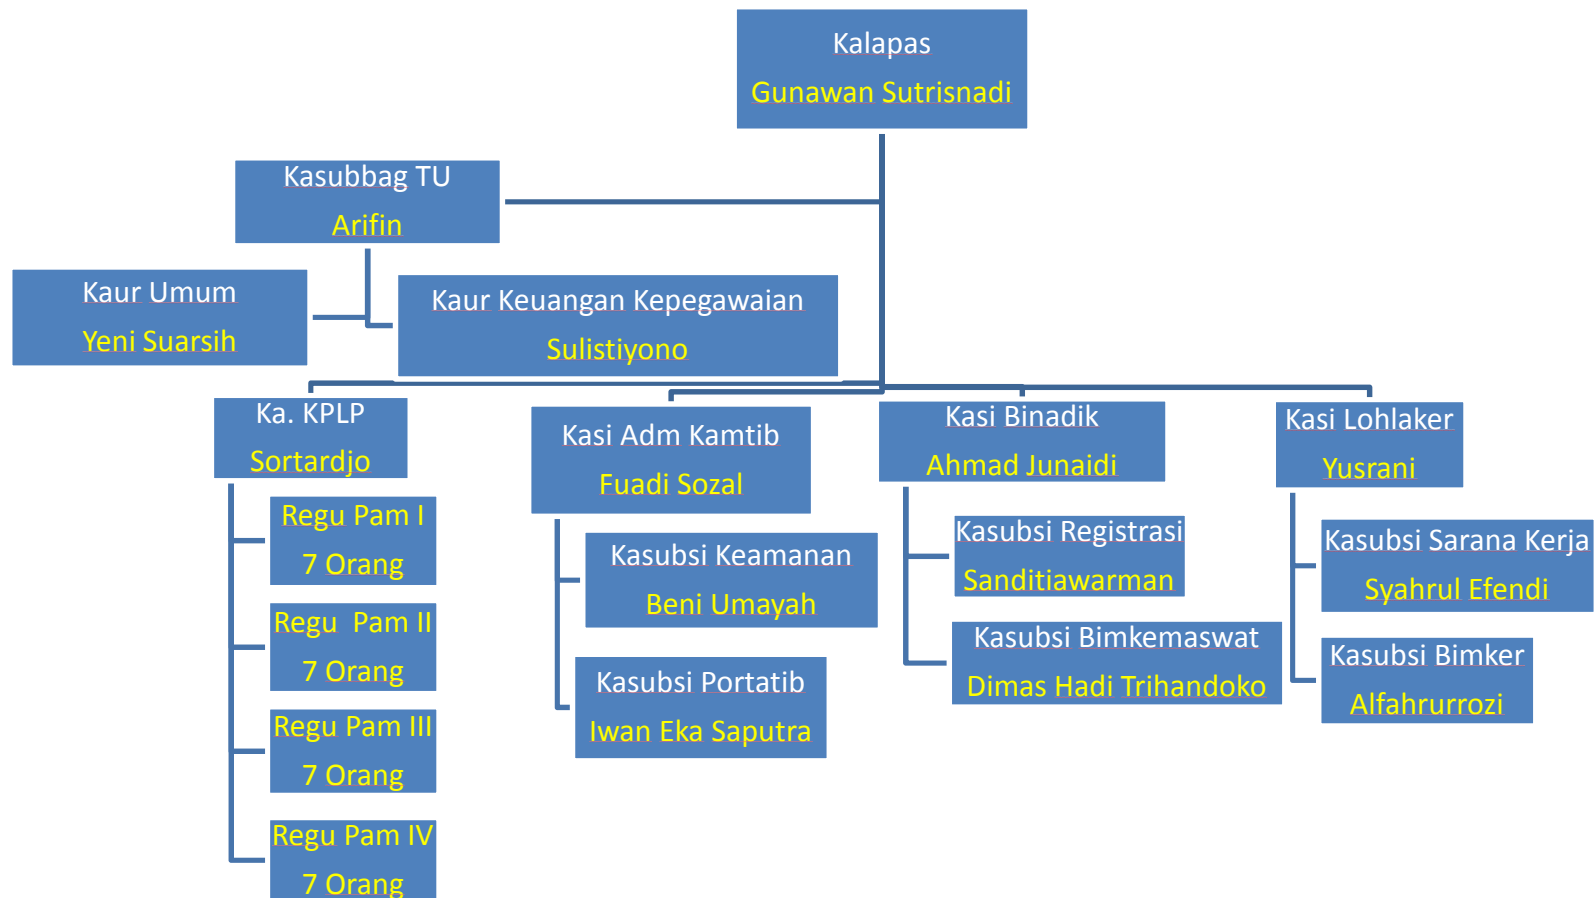 Kalapas
Gunawan Sutrisnadi
Kasubbag TU
Arifin
Kaur Umum
Yeni Suarsih
Kaur Keuangan Kepegawaian
Sulistiyono
Ka. KPLP
Sortardjo
Regu Pam I
7 Orang
Regu Pam II
7 Orang
Regu Pam III
7 Orang
Regu Pam IV
7 Orang
Kasi Adm Kamtib
Fuadi Sozal
Kasubsi Keamanan
Beni Umayah
Kasubsi Portatib
Iwan Eka Saputra
Kasi Binadik
Ahmad Junaidi
Kasubsi Registrasi
Sanditiawarman
Kasubsi Bimkemaswat
Dimas Hadi Trihandoko
Kasi Lohlaker
Yusrani
Kasubsi Sarana Kerja
Syahrul Efendi
Kasubsi Bimker
Alfahrurrozi